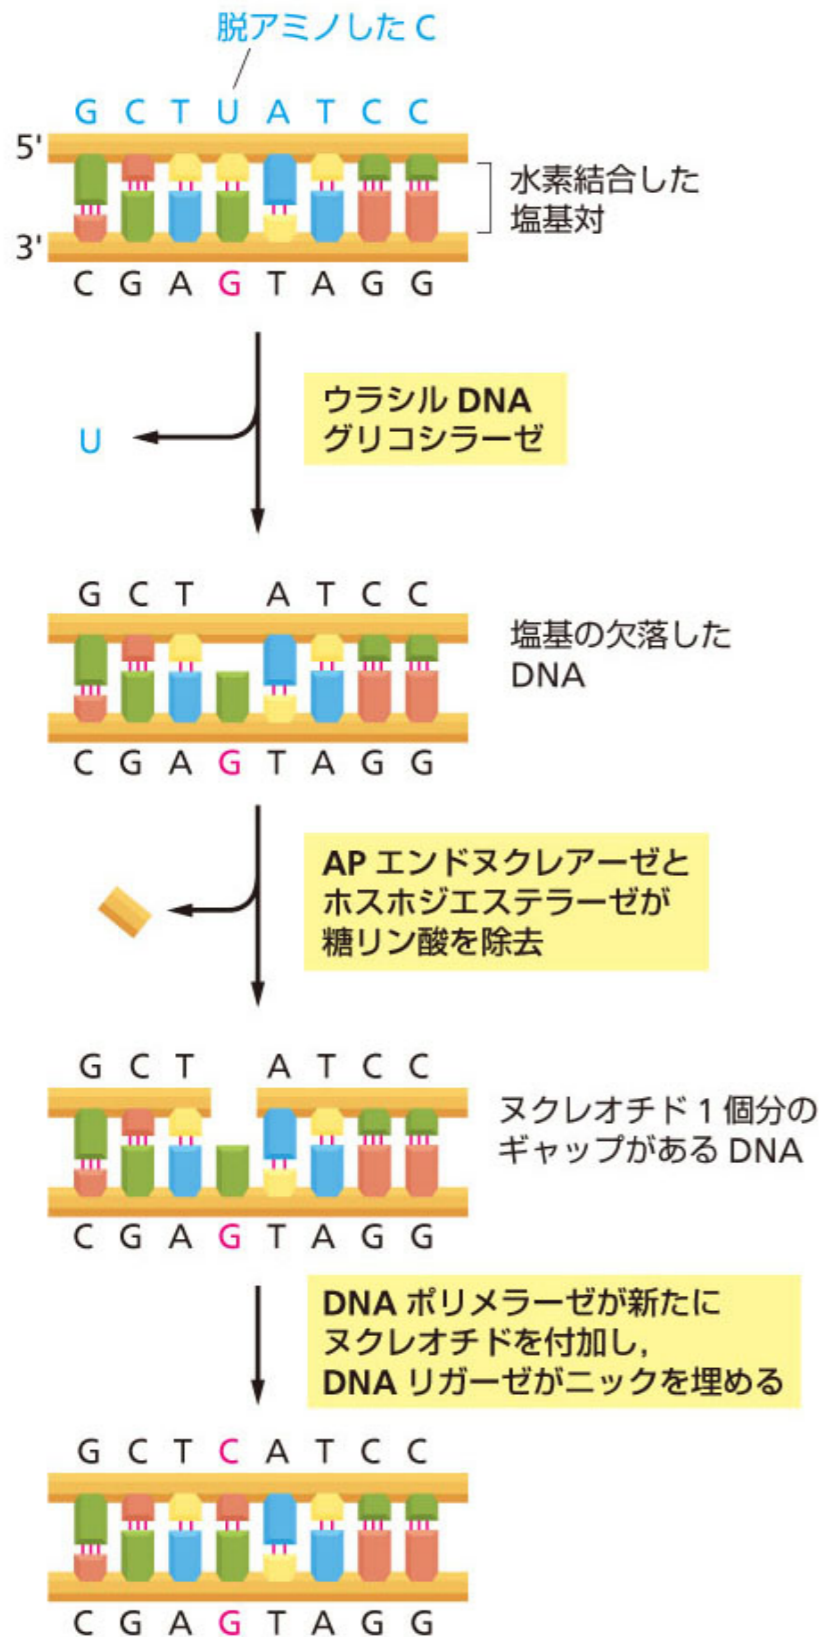 脱アミノした C
G C T U A T C C
5'
水素結合した
塩基対
3'
C G A G T A G G
ウラシル DNA
グリコシラーゼ
U
G C T A T C C
塩基の欠落した
DNA
C G A G T A G G
AP エンドヌクレアーゼと
ホスホジエステラーゼが
糖リン酸を除去
G C T A T C C
ヌクレオチド 1 個分の
ギャップがある DNA
C G A G T A G G
DNA ポリメラーゼが新たに
ヌクレオチドを付加し，
DNA リガーゼがニックを埋める
G C T C A T C C
C G A G T A G G